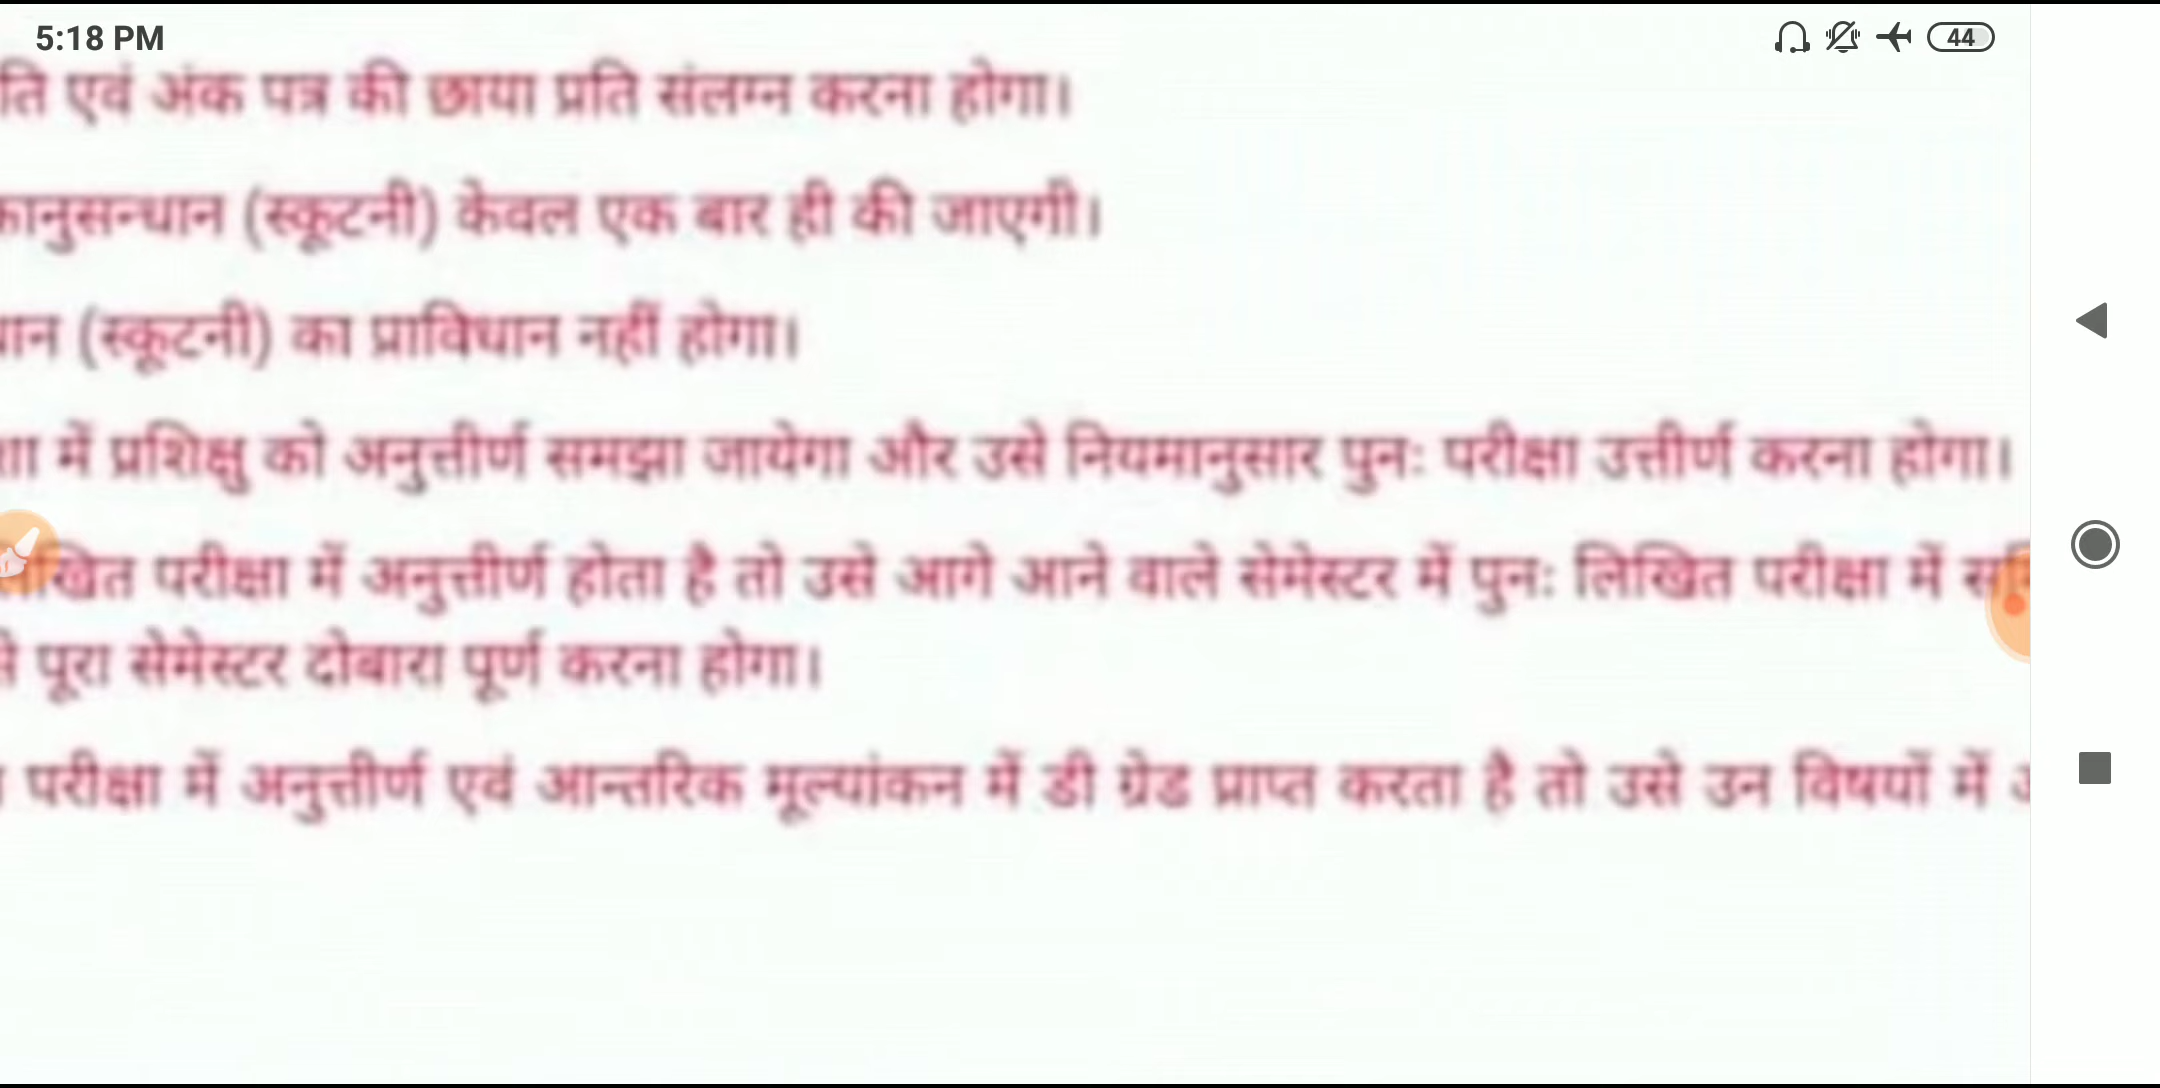 5:18 PM 44
ति एवं अंक पत्र की छाया प्रति संलग्न करना होगा।
कानुसन्धान (स्कूटनी) केवल एक बार ही की जाएगी।
धान (स्कूटनी) का प्राविधान नहीं होगा।
में प्रशिक्षु को अनुत्तीर्ण समझा जायेगा और उसे नियमानुसार पुनः परीक्षा उत्तीर्ण करना होगा।
परीक्षा में अनुत्तीर्ण होता है तो उसे आगे आने वाले सेमेस्टर में पुनः लिखित परीक्षा में
पूरा सेमेस्टर दोबारा पूर्ण करना होगा।
परीक्षा में अनुत्तीर्ण एवं आन्तरिक मूल्यांकन में डी ग्रेड प्राप्त करता है तो उसे उन विषयों में